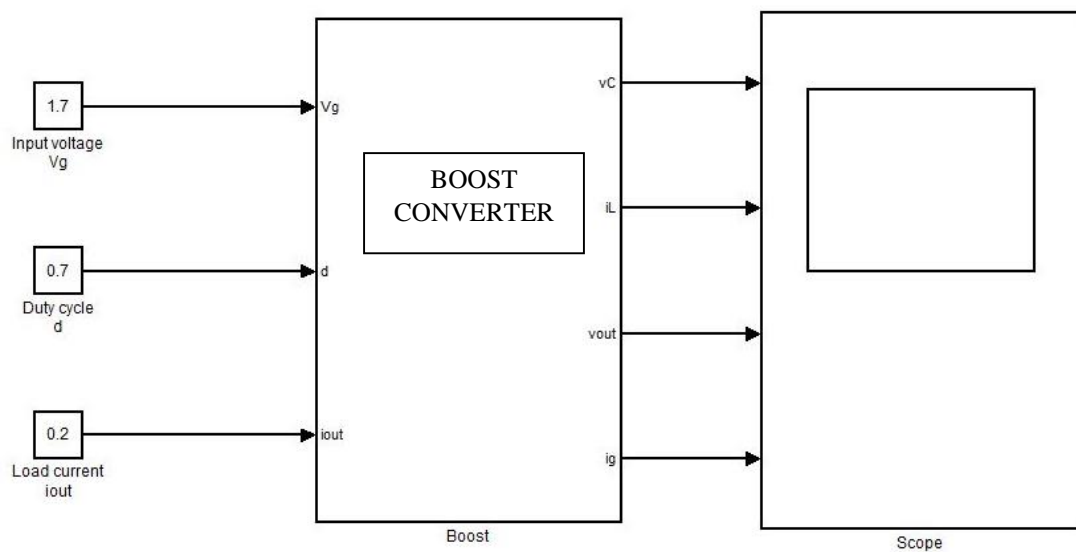 1.7
Input voltage
Vg
0.7
Duty cycle
d
0.2
Load current
iout
Vg
d
iout
BOOST
CONVERTER
vC
iL
vout
ig
Boost
Scope